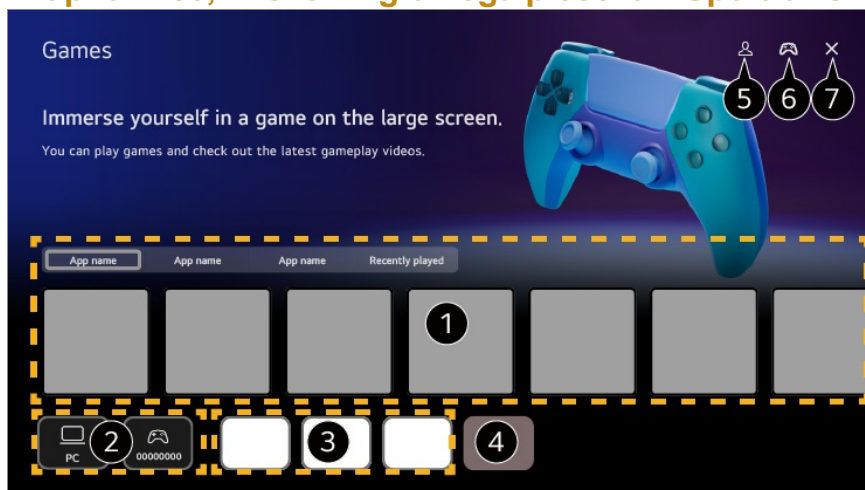 Games
5 6 7
Immerse yourself in a game on the large screen.
You can play games and check out the latest gameplay videos.
App name App name App name Recently played
1
2 3 4
PC 00000000